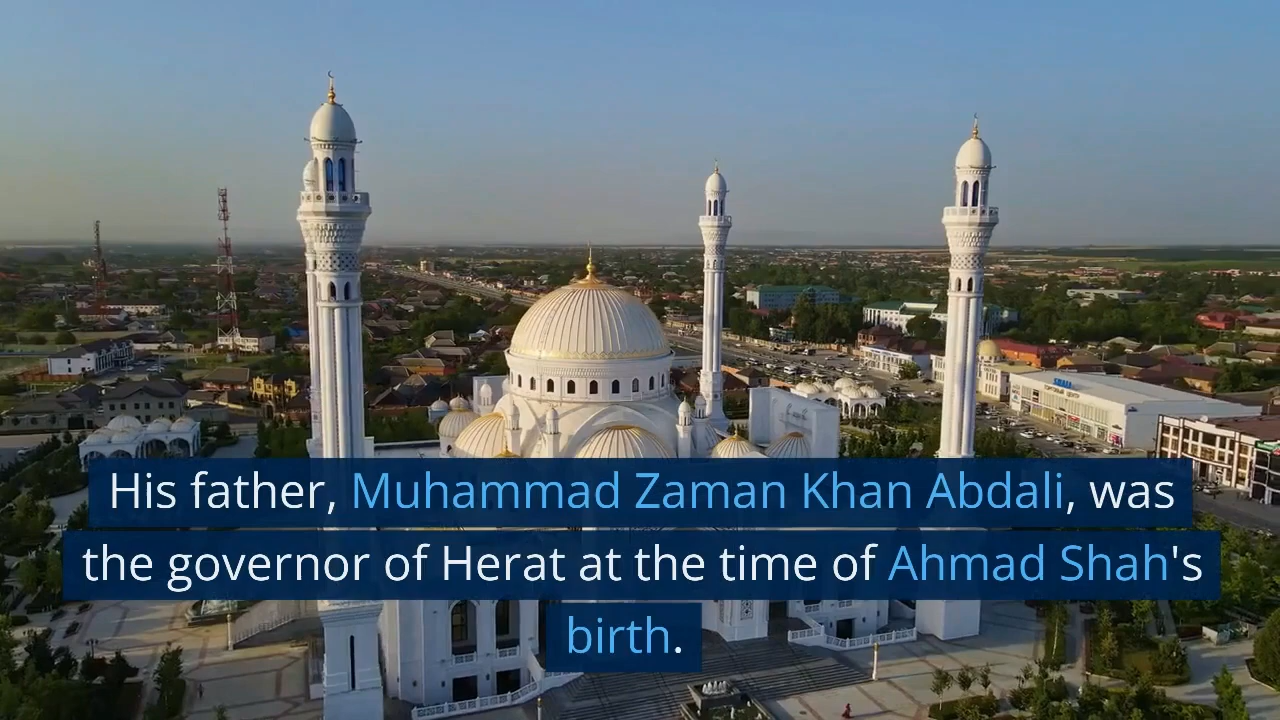 His father, Muhammad Zaman Khan Abdali, was
the governor of Herat at the time of Ahmad Shah's
birth.